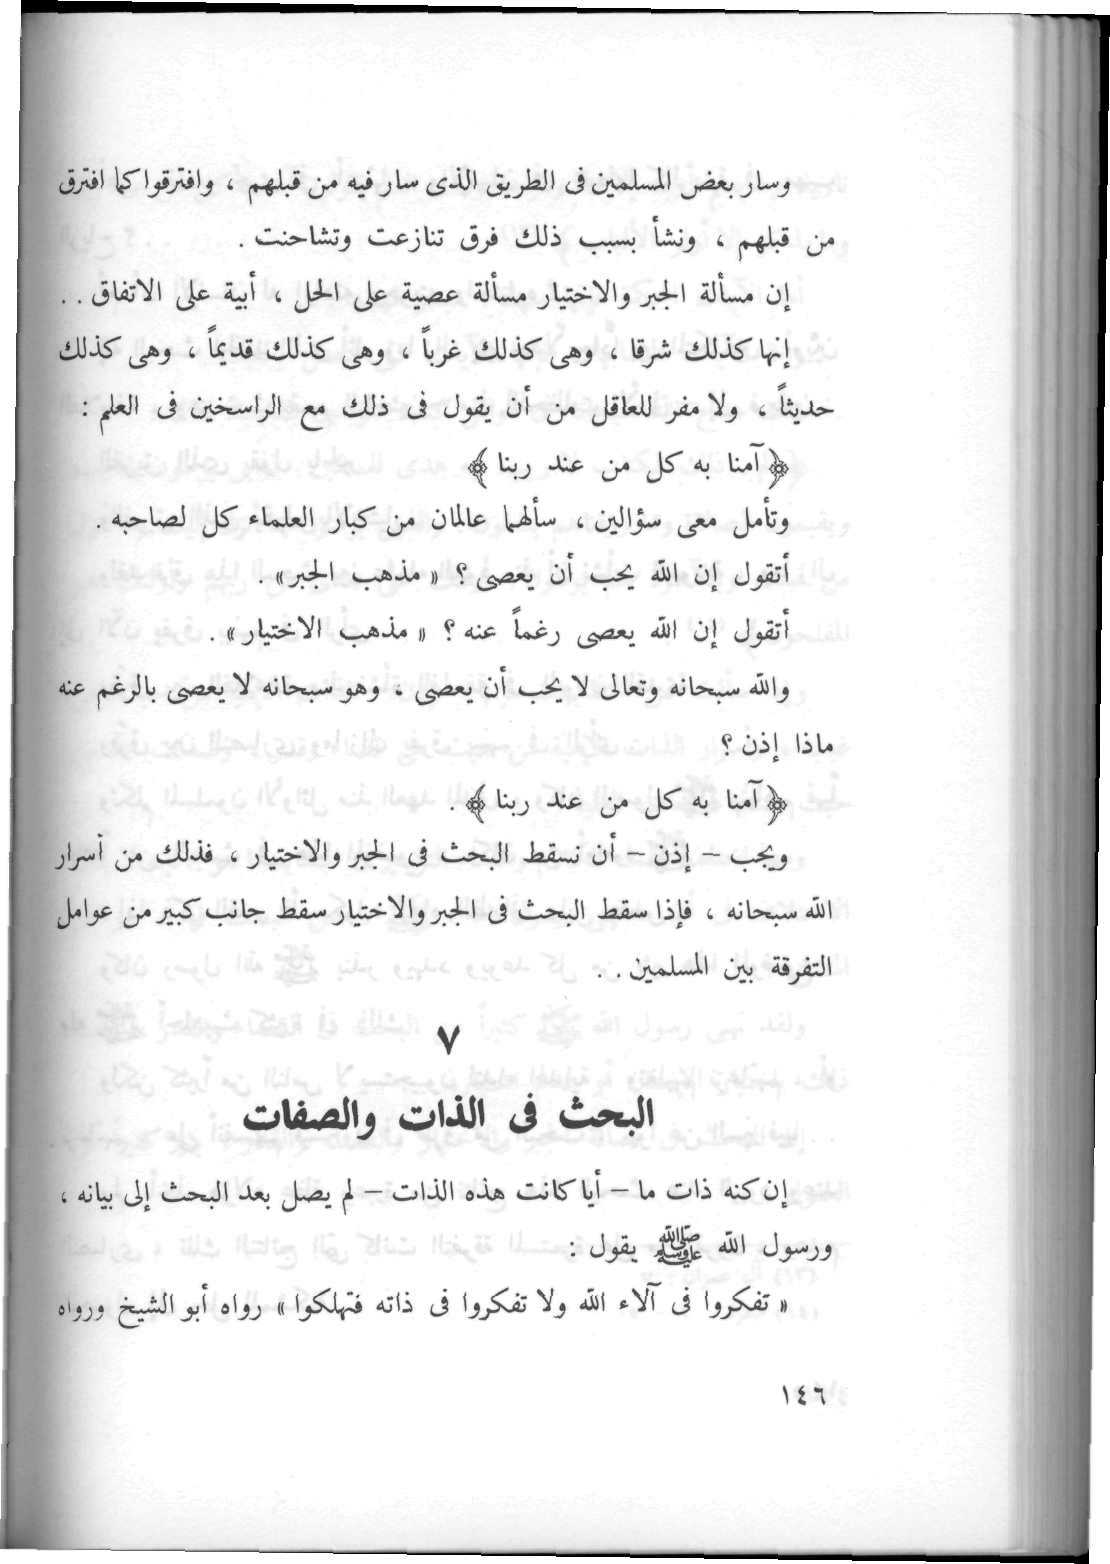 وسار بعض المسلمين فى الطريق الذى سار فيه من قبلهم ، وافترقوا كما افترق
من قبلهم ، ونشأ بسبب ذلك فرق تنازعت وتشاحنت .
إن مسألة الجبر والاختيار مسألة عصية على الحل ، أبية على الاتفاق . .
إنها كذلك شرقا ، وهى كذلك غرباً ، وهى كذلك قديماً ، وهى كذلك
حديثاً ، ولا مفر للعاقل من أن يقول فى ذلك مع الراسخين فى العلم :
﴿ آمنا به كل من عند ربنا ﴾
وتأمل معى سؤالين ، سألهما عالمان من كبار العلماء كل لصاحبه .
أتقول إن الله يحب أن يعصى ؟ « مذهب الجبر» .
أتقول إن الله يعصى رغماً عنه ؟ « مذهب الاختيار» .
والله سبحانه وتعالى لا يحب أن يعصى ، وهو سبحانه لا يعصى بالرغم عنه
ماذا إذن ؟
﴿ آمنا به كل من عند ربنا ﴾ .
ويجب – إذن – أن نسقط البحث فى الجبر والاختيار ، فذلك من أسرار
الله سبحانه ، فإذا سقط البحث فى الجبر والاختيار سقط جانب كبير من عوامل
التفرقة بين المسلمين . .
٧
البحث فى الذات والصفات
إن كنه ذات ما – أيا كانت هذه الذات – لم يصل بعد البحث إلى بيانه ،
ورسول الله ﷺ يقول :
« تفكروا فى آلاء الله ولا تفكروا فى ذاته فتهلكوا » رواه أبو الشيخ ورواه
١٤٦